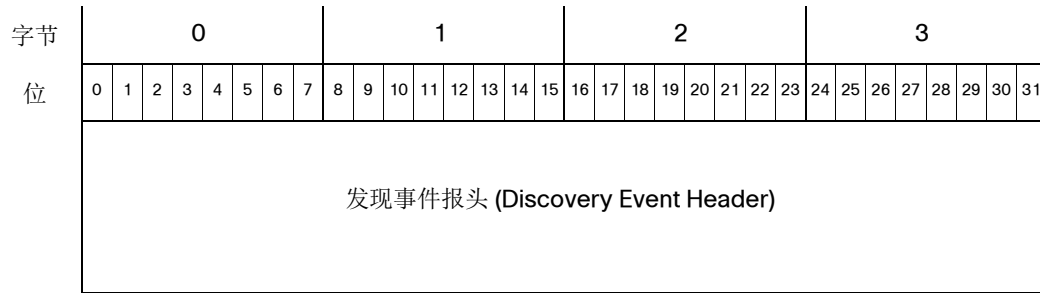 字节 0 1 2 3
位 0 1 2 3 4 5 6 7 8 9 10 11 12 13 14 15 16 17 18 19 20 21 22 23 24 25 26 27 28 29 30 31
发现事件报头 (Discovery Event Header)